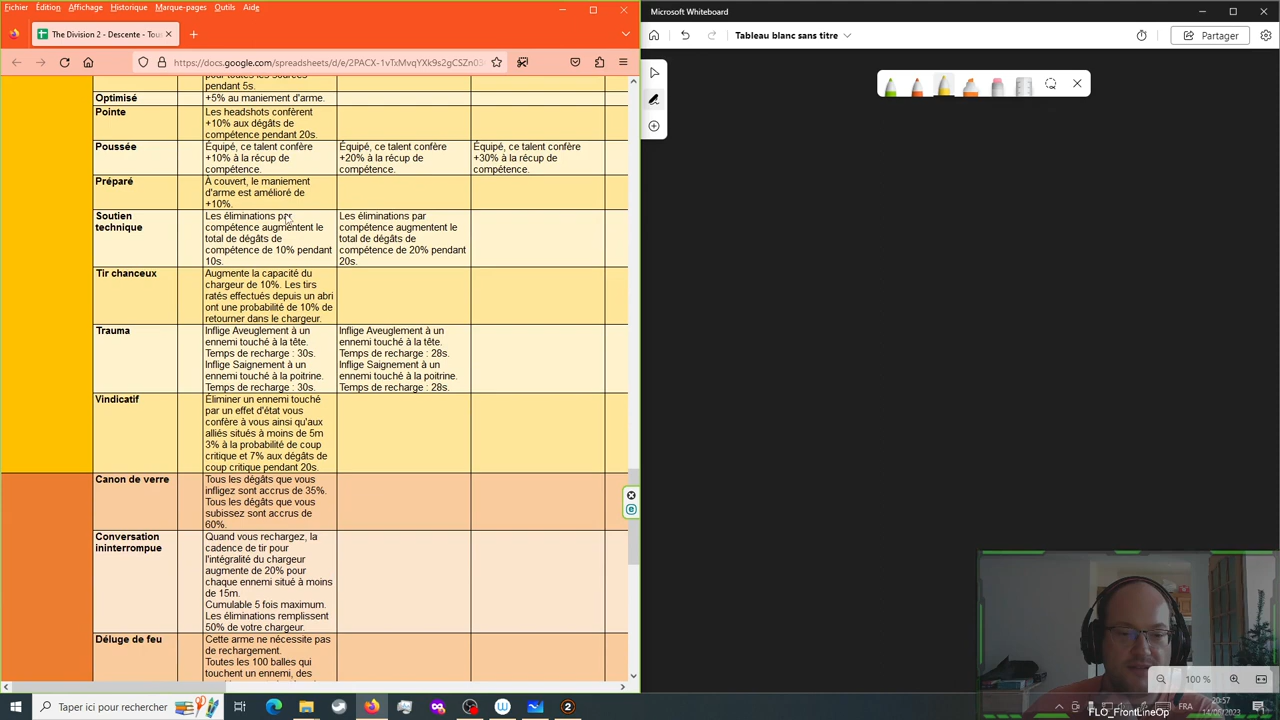 Fichier Édition Affichage Historique Marque-pages Outils Aide
Microsoft Whiteboard
The Division 2 - Descente - Tou
Tableau blanc sans titre
Partager
https://docs.google.com/spreadsheets/d/e/2PACX-1vTxMvqYXk9s2gCSZn03
pour toutes les sources
pendant 5s.
Optimisé
+5% au maniement d'arme.
Pointe
Les headshots confèrent
+10% aux dégâts de
compétence pendant 20s.
Poussée
Équipé, ce talent confère
+10% à la récup de
compétence.
Équipé, ce talent confère
+20% à la récup de
compétence.
Équipé, ce talent confère
+30% à la récup de
compétence.
Préparé
À couvert, le maniement
d'arme est amélioré de
+10%.
Soutien
technique
Les éliminations par
compétence augmentent le
total de dégâts de
compétence de 10% pendant
10s.
Les éliminations par
compétence augmentent le
total de dégâts de
compétence de 20% pendant
20s.
Tir chanceux
Augmente la capacité du
chargeur de 10%. Les tirs
ratés effectués depuis un abri
ont une probabilité de 10% de
retourner dans le chargeur.
Trauma
Inflige Aveuglement à un
ennemi touché à la tête.
Temps de recharge : 30s.
Inflige Saignement à un
ennemi touché à la poitrine.
Temps de recharge : 30s.
Inflige Aveuglement à un
ennemi touché à la tête.
Temps de recharge : 28s.
Inflige Saignement à un
ennemi touché à la poitrine.
Temps de recharge : 28s.
Vindicatif
Éliminer un ennemi touché
par un effet d'état vous
confère à vous ainsi qu'aux
alliés situés à moins de 5m
3% à la probabilité de coup
critique et 7% aux dégâts de
coup critique pendant 20s.
Canon de verre
Tous les dégâts que vous
infligez sont accrus de 35%.
Tous les dégâts que vous
subissez sont accrus de
60%.
Conversation
ininterrompue
Quand vous rechargez, la
cadence de tir pour
l'intégralité du chargeur
augmente de 20% pour
chaque ennemi situé à moins
de 15m.
Cumulable 5 fois maximum.
Les éliminations remplissent
50% de votre chargeur.
Déluge de feu
Cette arme ne nécessite pas
de rechargement.
Toutes les 100 balles qui
touchent un ennemi, des
100 %
Taper ici pour rechercher
FRA
20:57
14/06/2023
FLO_FrontLineOp